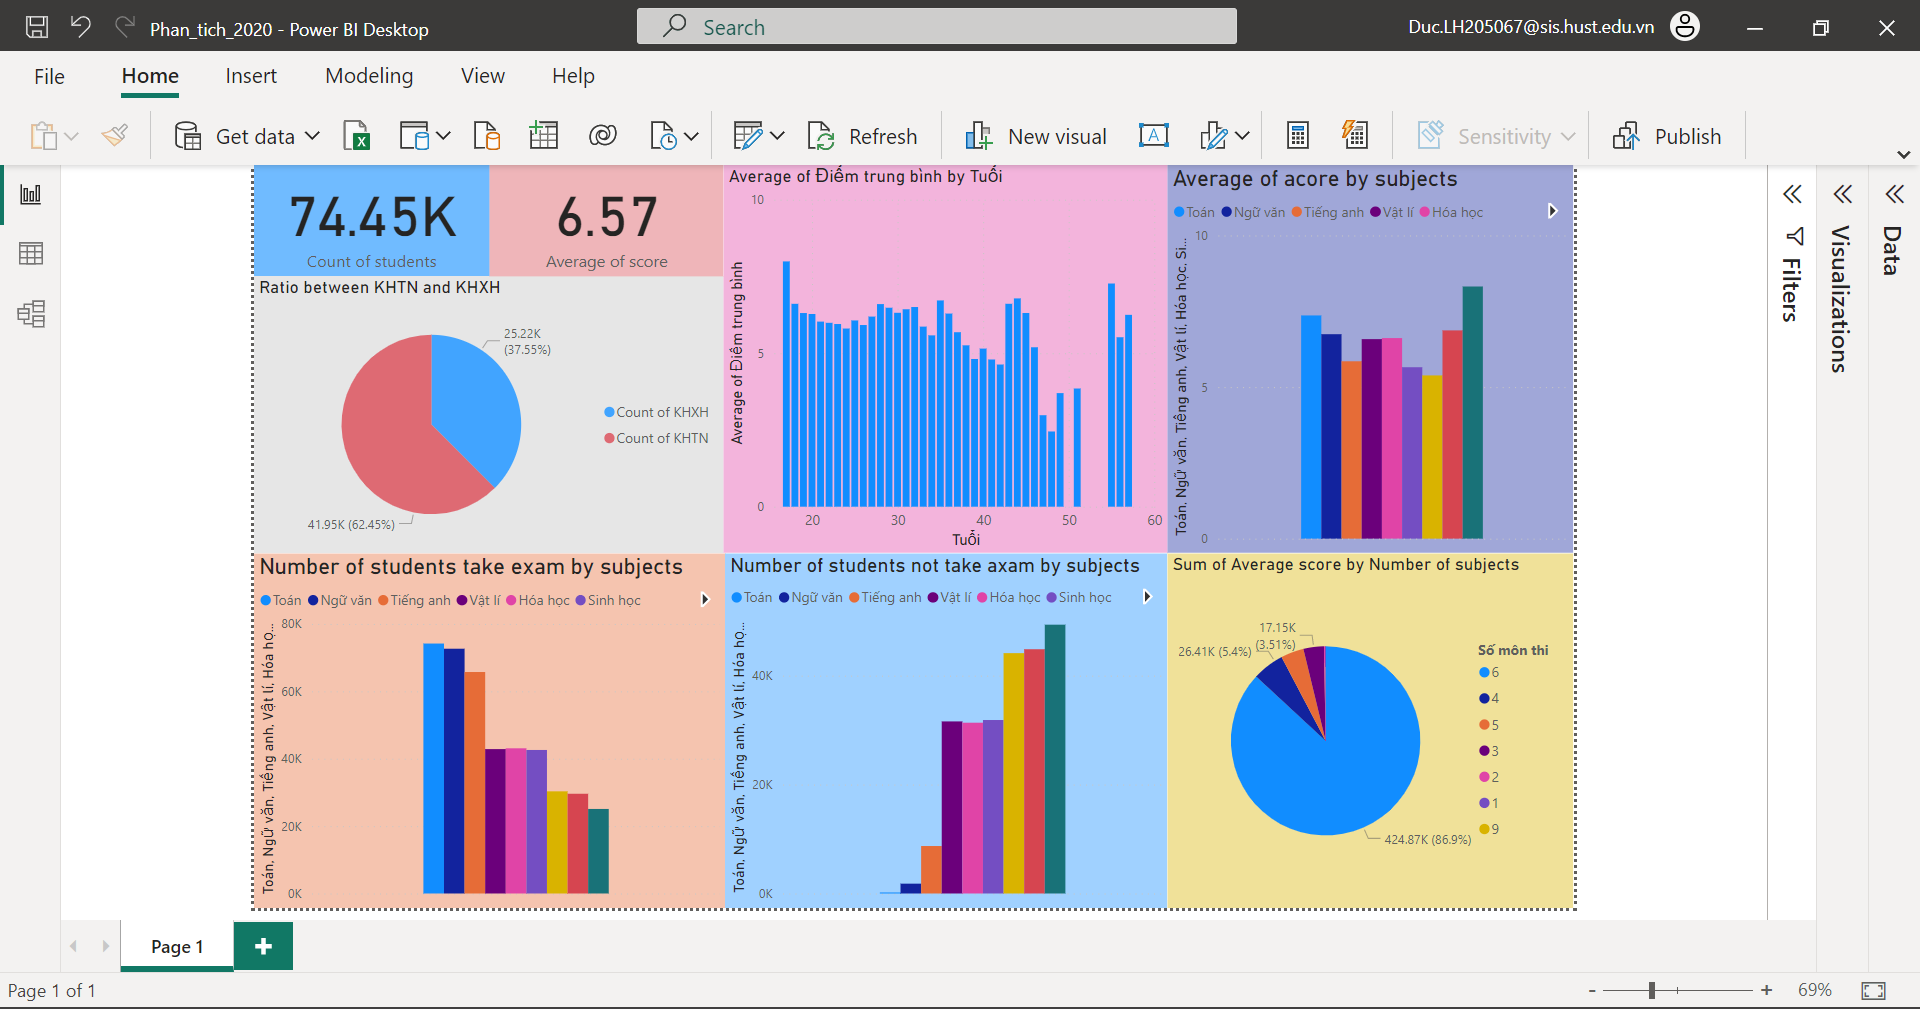 Phan_tich_2020 - Power BI Desktop
Search
Duc.LH205067@sis.hust.edu.vn
File Home Insert Modeling View Help
Get data
Refresh
New visual
Sensitivity
Publish
74.45K
Count of students
6.57
Average of score
Ratio between KHTN and KHXH
25.22K
(37.55%)
41.95K (62.45%)
Count of KHXH
Count of KHTN
Average of Điểm trung bình by Tuổi
Average of Điểm trung bình
10
5
0
20 30 40 50 60
Tuổi
Average of acore by subjects
Toán Ngữ văn Tiếng anh Vật lí Hóa học
Toán, Ngữ văn, Tiếng anh, Vật lí, Hóa học, Si...
10
5
0
Filters
Visualizations
Data
Number of students take exam by subjects
Toán Ngữ văn Tiếng anh Vật lí Hóa học Sinh học
Toán, Ngữ văn, Tiếng anh, Vật lí, Hóa họ...
80K
60K
40K
20K
0K
Number of students not take axam by subjects
Toán Ngữ văn Tiếng anh Vật lí Hóa học Sinh học
Toán, Ngữ văn, Tiếng anh, Vật lí, Hóa họ...
40K
20K
0K
Sum of Average score by Number of subjects
17.15K
(3.51%)
26.41K (5.4%)
424.87K (86.9%)
Số môn thi
6
4
5
3
2
1
9
Page 1
Page 1 of 1
- + 69%